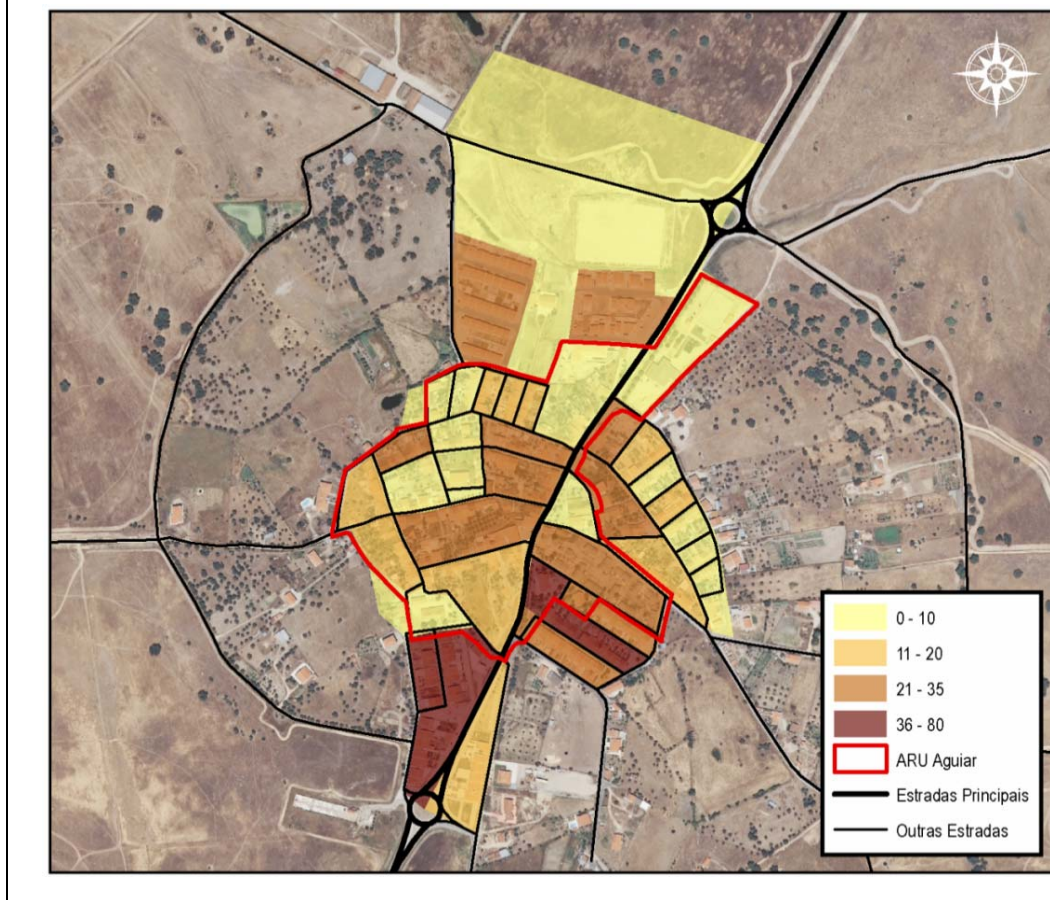 0 - 10
11 - 20
21 - 35
36 - 80
ARU Aguiar
Estradas Principais
Outras Estradas